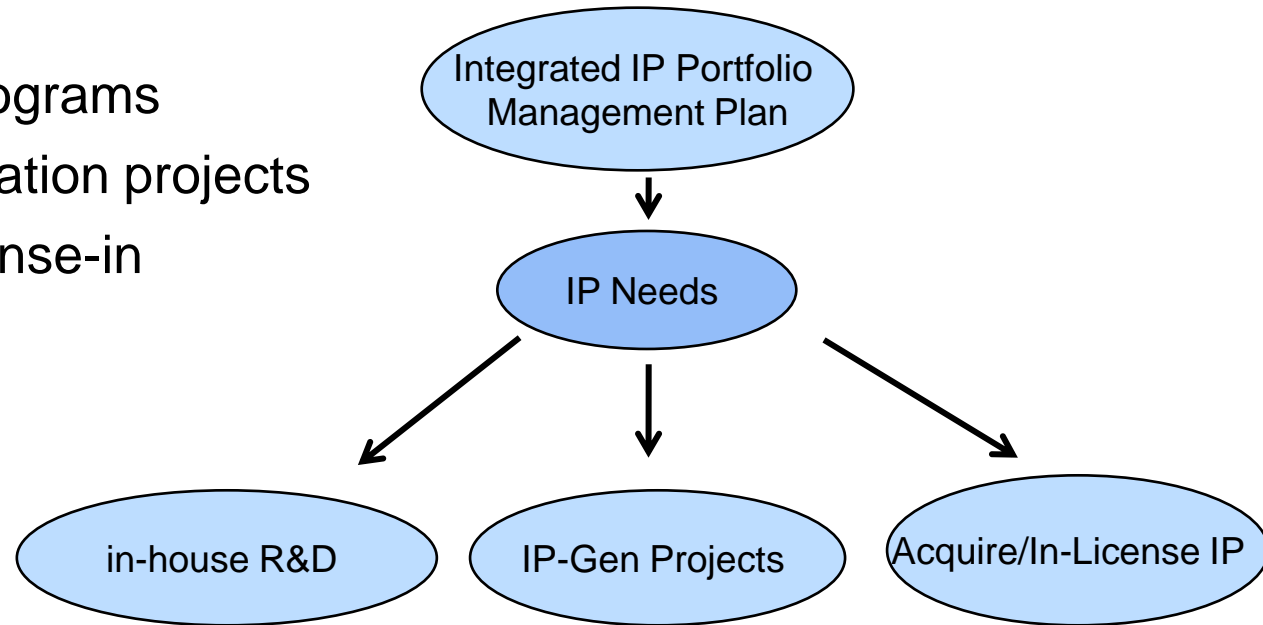 ograms
ation projects
nse-in
Integrated IP Portfolio
Management Plan
IP Needs
in-house R&D
IP-Gen Projects
Acquire/In-License IP